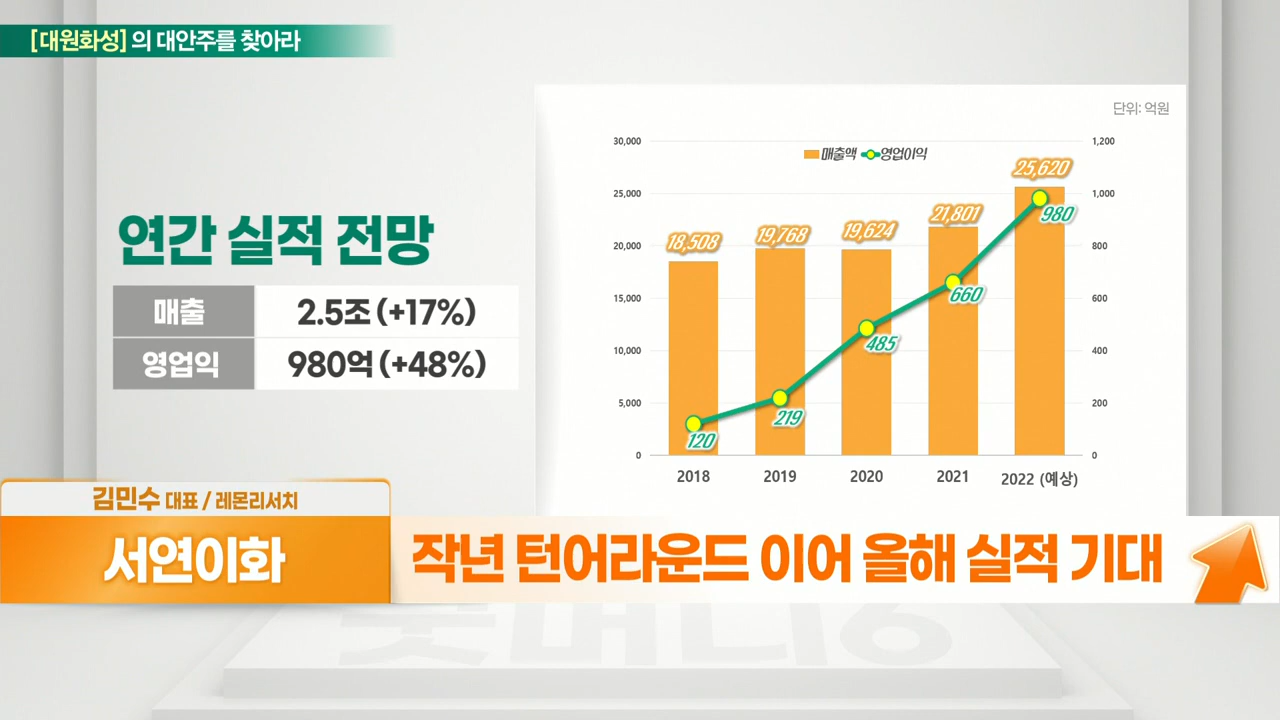 [대원화성]의 대안주를 찾아라
단위: 억원
30,000
25,000
20,000
15,000
10,000
5,000
0
1,200
1,000
800
600
400
200
0
매출액 영업이익
18,508
19,768
19,624
21,801
25,620
120
219
485
660
980
2018 2019 2020 2021 2022 (예상)
연간 실적 전망
매출 2.5조 (+17%)
영업익 980억 (+48%)
김민수 대표 / 레몬리서치
서연이화
작년 턴어라운드 이어 올해 실적 기대